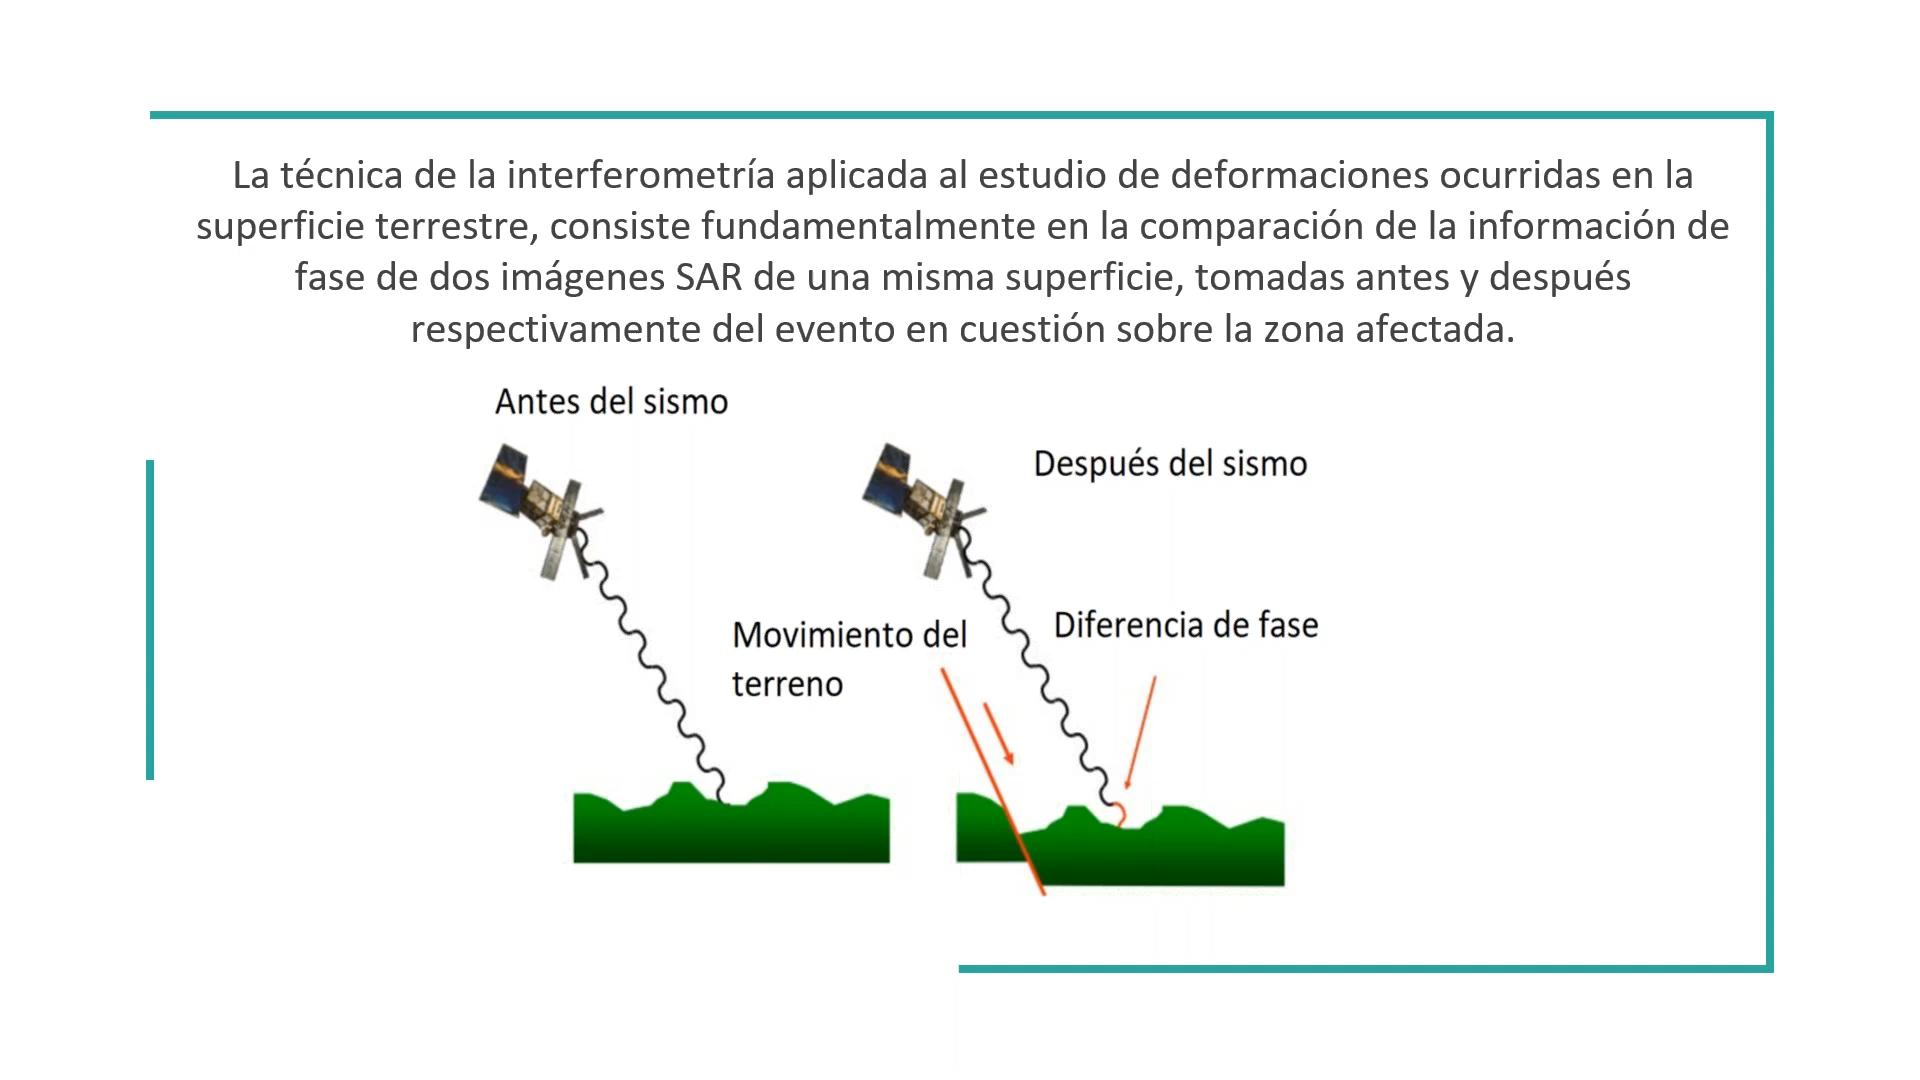 La técnica de la interferometría aplicada al estudio de deformaciones ocurridas en la
superficie terrestre, consiste fundamentalmente en la comparación de la información de
fase de dos imágenes SAR de una misma superficie, tomadas antes y después
respectivamente del evento en cuestión sobre la zona afectada.
Antes del sismo
Después del sismo
Movimiento del
terreno
Diferencia de fase